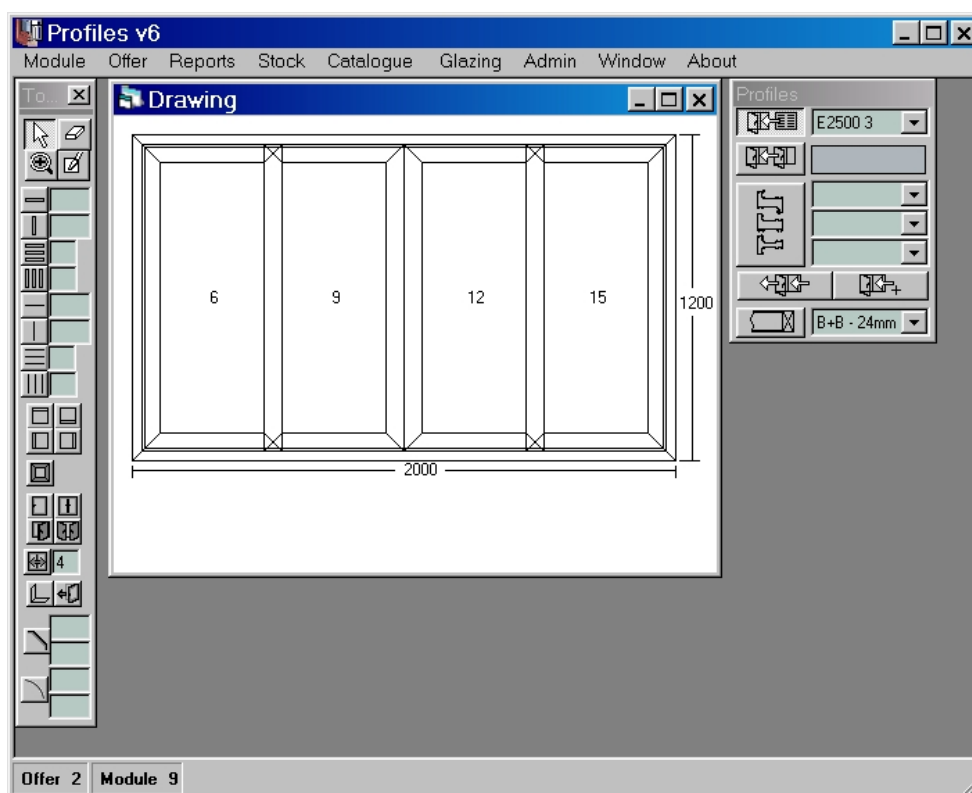 Profiles v6
Module Offer Reports Stock Catalogue Glazing Admin Window About
To...
Drawing
6 9 12 15
1200
2000
4
Profiles
E2500 3
B+B - 24mm
Offer 2 Module 9